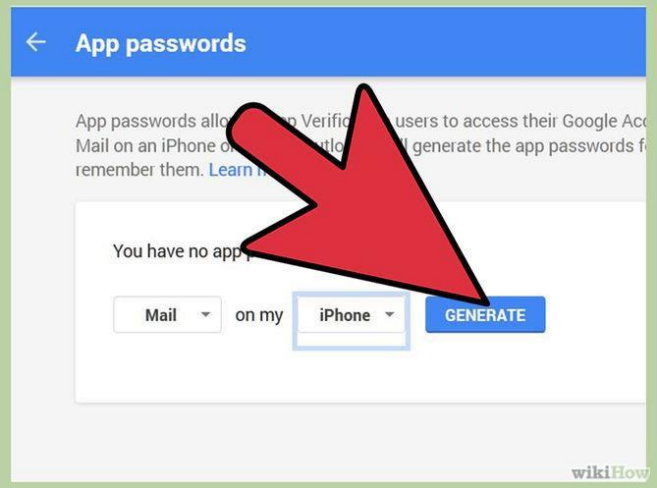 App passwords
App passwords allo p Verific users to access their Google Acc
Mail on an iPhone o utlo ll generate the app passwords f
remember them. Learn
You have no app
Mail on my iPhone GENERATE
wikiHow